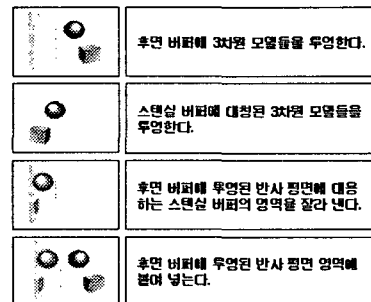 후면 버퍼에 3차원 모델들을 투영한다.
스텐실 버퍼에 대칭된 3차원 모델들을
투영한다.
후면 버퍼에 투영된 반사 평면에 대응
하는 스텐실 버퍼의 영역을 잘라 낸다.
후면 버퍼에 투영된 반사 평면 영역에
붙여 넣는다.